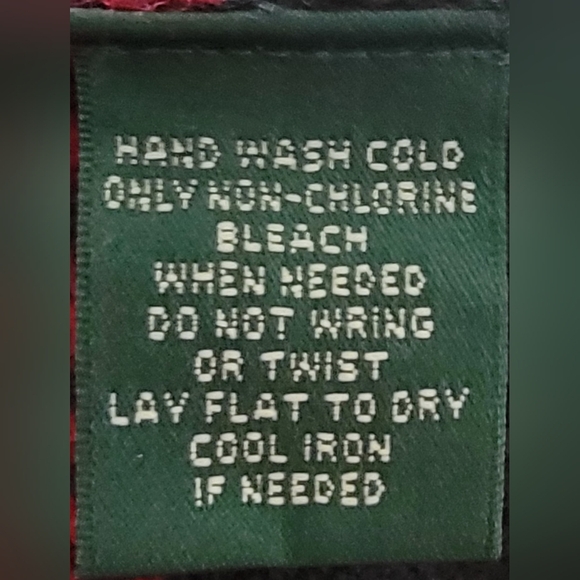 HAND WASH COLD
ONLY NON-CHLORINE
BLEACH
WHEN NEEDED
DO NOT WRING
OR TWIST
LAY FLAT TO DRY
COOL IRON
IF NEEDED